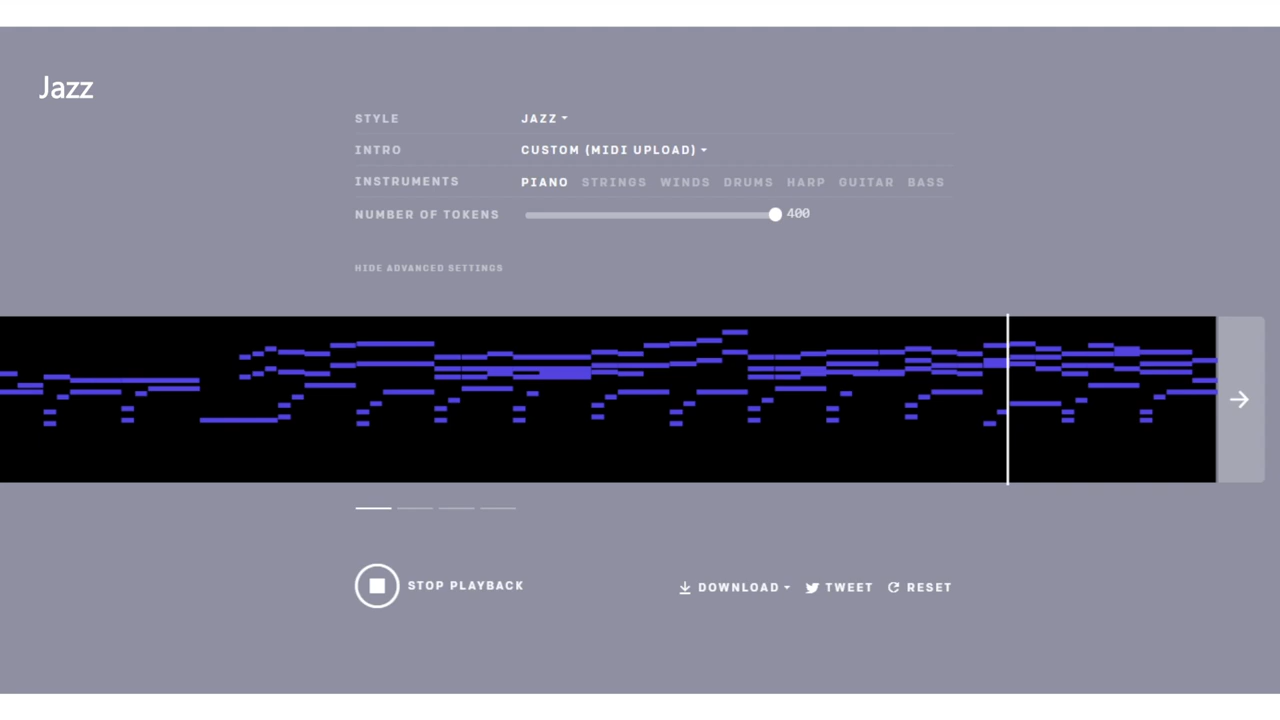 Jazz
STYLE JAZZ
INTRO CUSTOM (MIDI UPLOAD)
INSTRUMENTS PIANO STRINGS WINDS DRUMS HARP GUITAR BASS
NUMBER OF TOKENS 400
HIDE ADVANCED SETTINGS
STOP PLAYBACK DOWNLOAD TWEET RESET